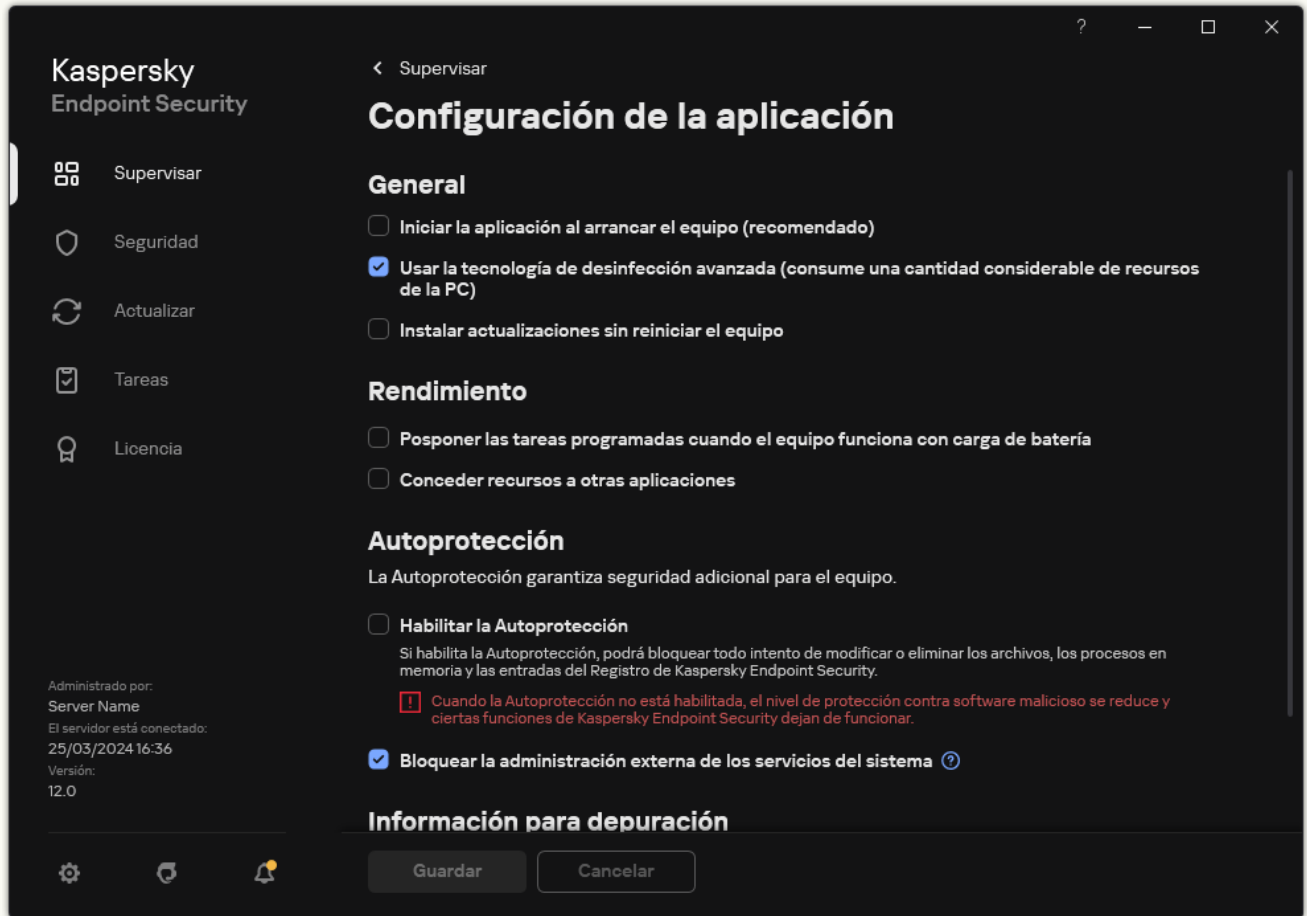 ?
Kaspersky
Endpoint Security
Supervisar
Seguridad
Actualizar
Tareas
Licencia
Administrado por:
Server Name
El servidor está conectado:
25/03/2024 16:36
Versión:
12.0
Supervisar
Configuración de la aplicación
General
Iniciar la aplicación al arrancar el equipo (recomendado)
Usar la tecnología de desinfección avanzada (consume una cantidad considerable de recursos
de la PC)
Instalar actualizaciones sin reiniciar el equipo
Rendimiento
Posponer las tareas programadas cuando el equipo funciona con carga de batería
Conceder recursos a otras aplicaciones
Autoprotección
La Autoprotección garantiza seguridad adicional para el equipo.
Habilitar la Autoprotección
Si habilita la Autoprotección, podrá bloquear todo intento de modificar o eliminar los archivos, los procesos en
memoria y las entradas del Registro de Kaspersky Endpoint Security.
Cuando la Autoprotección no está habilitada, el nivel de protección contra software malicioso se reduce y
ciertas funciones de Kaspersky Endpoint Security dejan de funcionar.
Bloquear la administración externa de los servicios del sistema ?
Información para depuración
Guardar
Cancelar